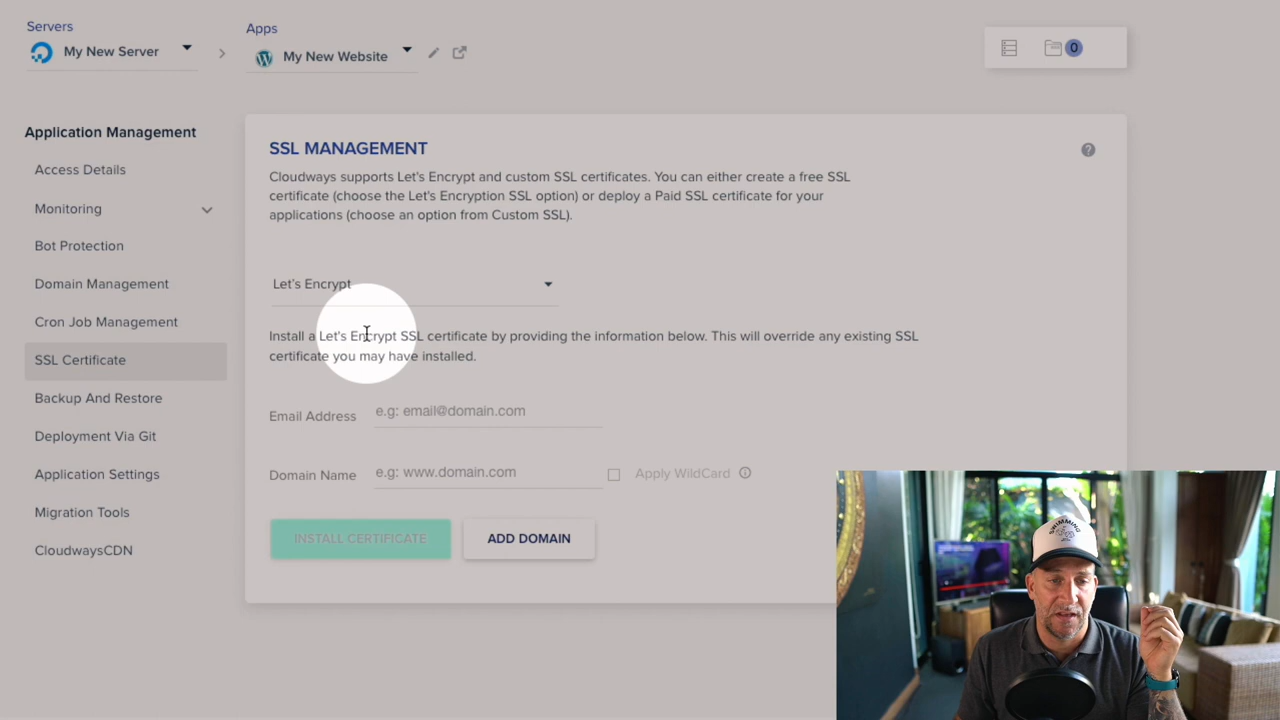 Servers
My New Server
Apps
My New Website
0
Application Management
Access Details
Monitoring
Bot Protection
Domain Management
Cron Job Management
SSL Certificate
Backup And Restore
Deployment Via Git
Application Settings
Migration Tools
CloudwaysCDN
SSL MANAGEMENT
Cloudways supports Let's Encrypt and custom SSL certificates. You can either create a free SSL
certificate (choose the Let's Encryption SSL option) or deploy a Paid SSL certificate for your
applications (choose an option from Custom SSL).
Let's Encrypt
Install a Let's Encrypt SSL certificate by providing the information below. This will override any existing SSL
certificate you may have installed.
Email Address e.g: email@domain.com
Domain Name e.g: www.domain.com Apply WildCard
INSTALL CERTIFICATE ADD DOMAIN
SWIMMING